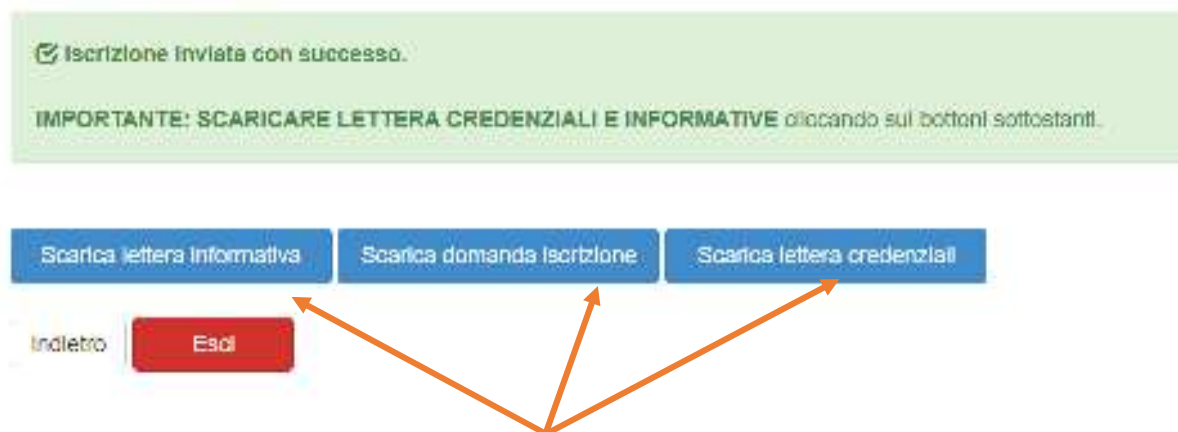 Iscrizione inviata con successo.
IMPORTANTE: SCARICARE LETTERA CREDENZIALI E INFORMATIVE cliccando sui bottoni sottostanti.
Scarica lettera informativa Scarica domanda iscrizione Scarica lettera credenziali
Indietro Esci